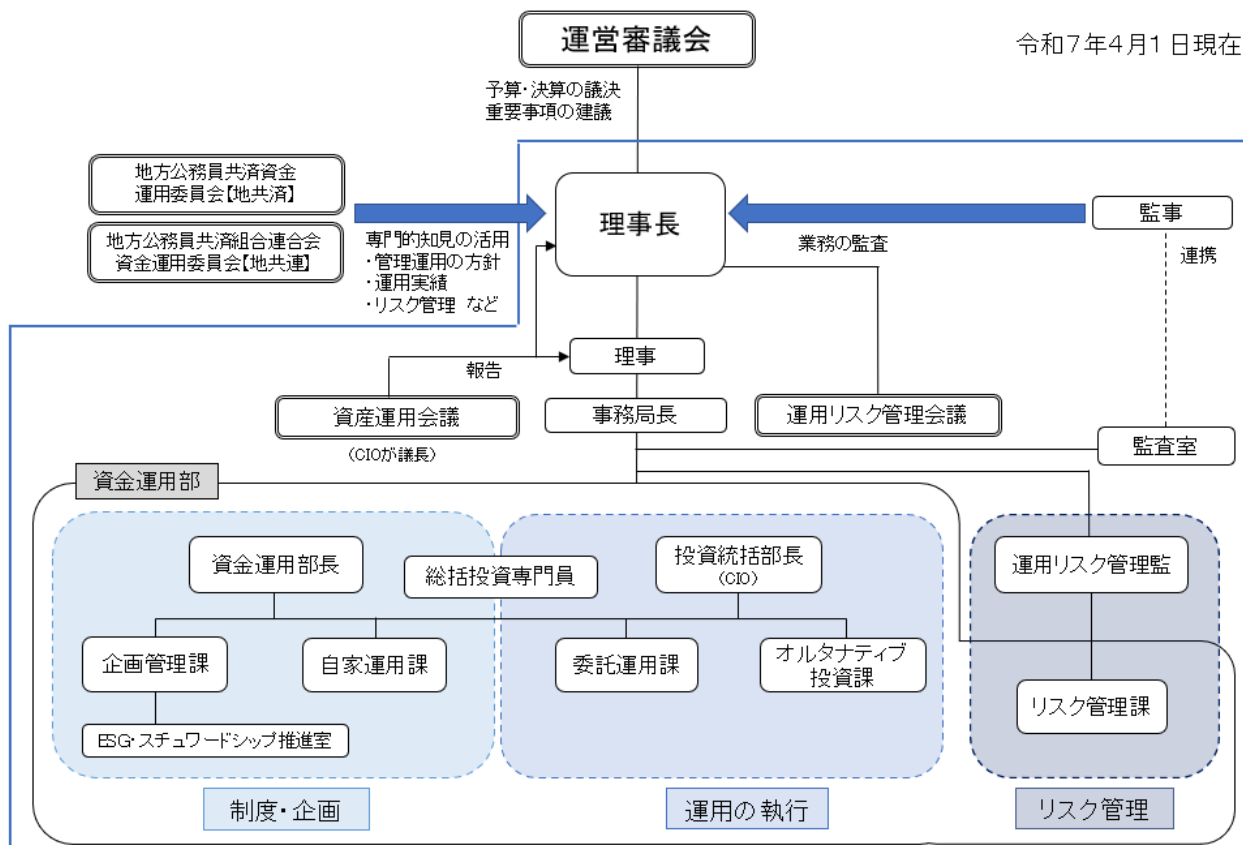 運営審議会
令和7年4月1日現在
予算・決算の議決
重要事項の建議
地方公務員共済資金
運用委員会【地共済】
地方公務員共済組合連合会
資金運用委員会【地共連】
専門的知見の活用
・管理運用の方針
・運用実績
・リスク管理 など
理事長
業務の監査
監事
連携
報告
理事
資産運用会議
(CIOが議長)
事務局長
運用リスク管理会議
監査室
資金運用部
資金運用部長
総括投資専門員
投資統括部長
(CIO)
運用リスク管理監
企画管理課
自家運用課
委託運用課
オルタナティブ
投資課
リスク管理課
ESG・スチュワードシップ推進室
制度・企画
運用の執行
リスク管理